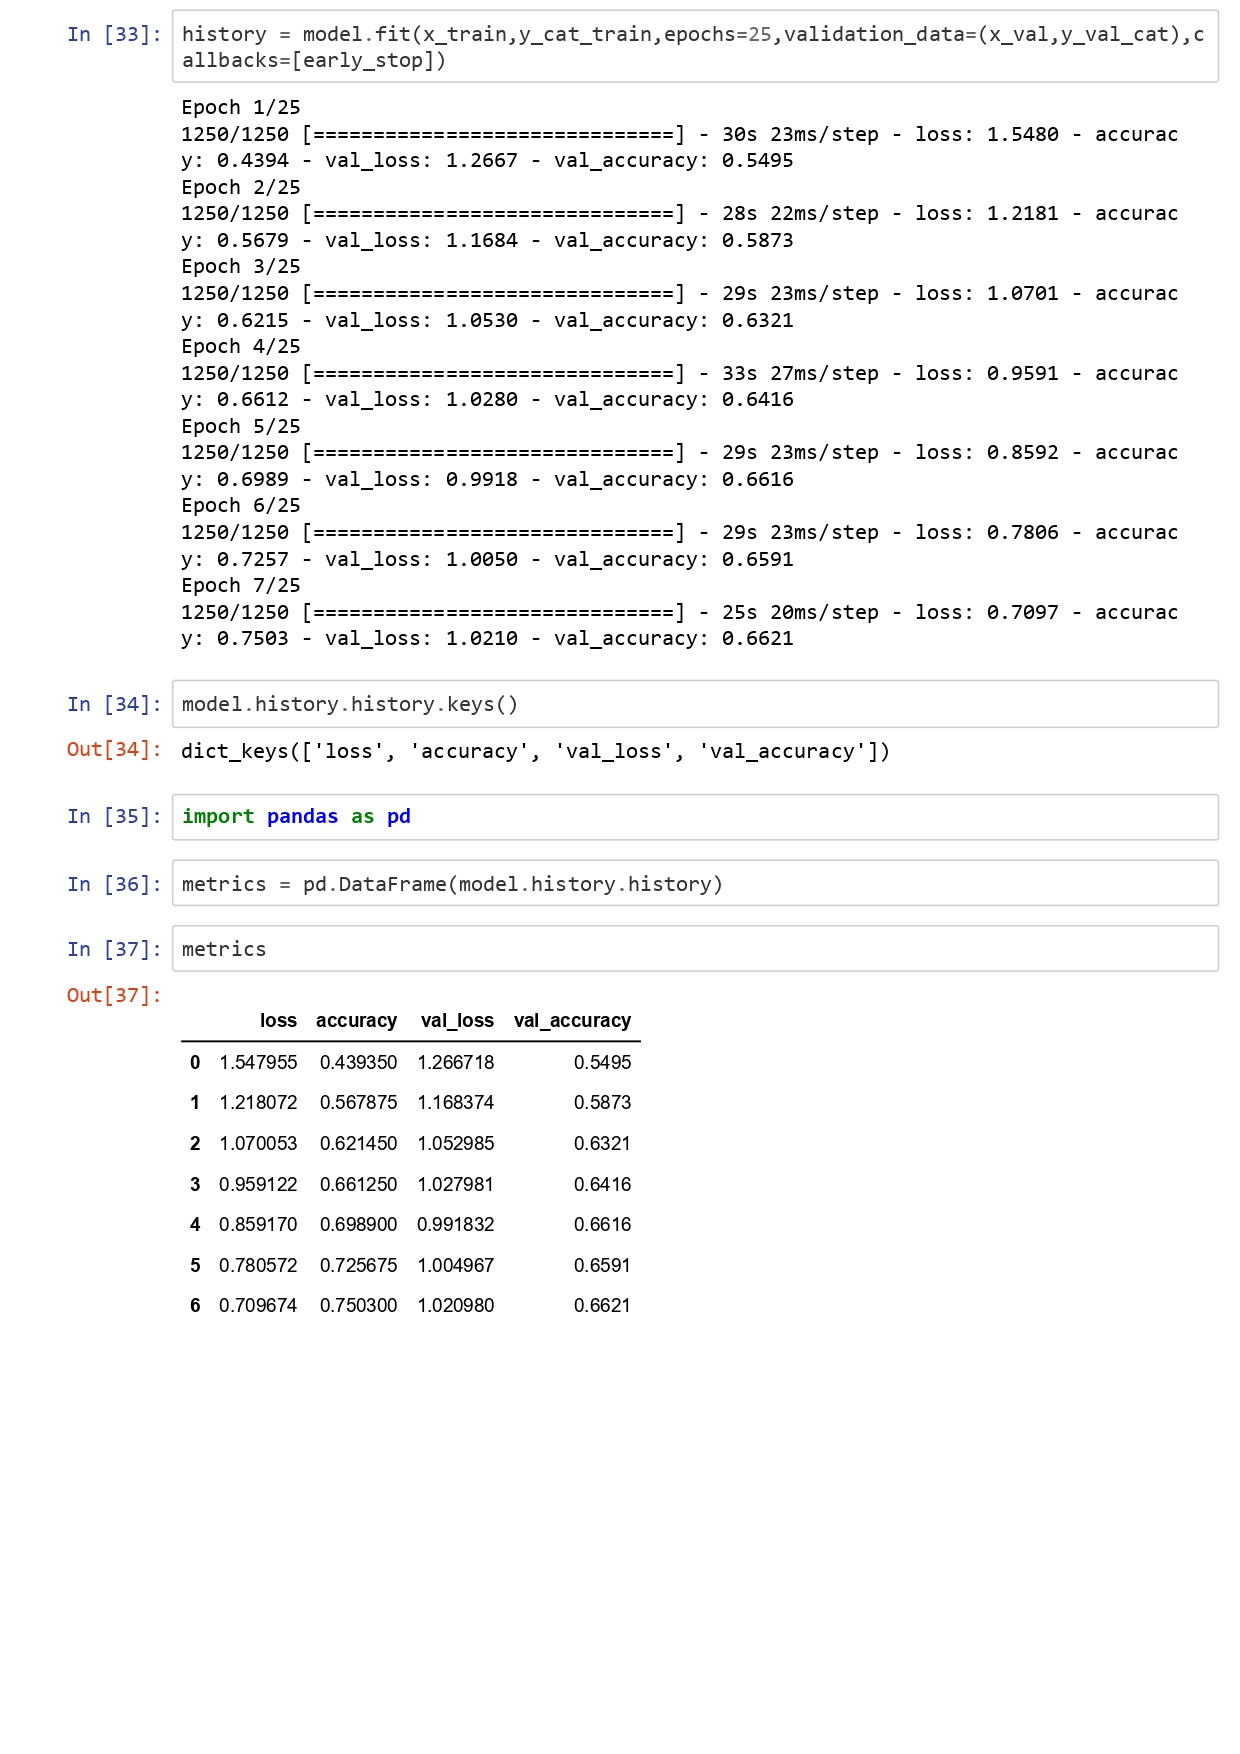 In [33]: history = model.fit(x_train,y_cat_train,epochs=25,validation_data=(x_val,y_val_cat),c
allbacks=[early_stop])
Epoch 1/25
1250/1250 [==============================] - 30s 23ms/step - loss: 1.5480 - accurac
y: 0.4394 - val_loss: 1.2667 - val_accuracy: 0.5495
Epoch 2/25
1250/1250 [==============================] - 28s 22ms/step - loss: 1.2181 - accurac
y: 0.5679 - val_loss: 1.1684 - val_accuracy: 0.5873
Epoch 3/25
1250/1250 [==============================] - 29s 23ms/step - loss: 1.0701 - accurac
y: 0.6215 - val_loss: 1.0530 - val_accuracy: 0.6321
Epoch 4/25
1250/1250 [==============================] - 33s 27ms/step - loss: 0.9591 - accurac
y: 0.6612 - val_loss: 1.0280 - val_accuracy: 0.6416
Epoch 5/25
1250/1250 [==============================] - 29s 23ms/step - loss: 0.8592 - accurac
y: 0.6989 - val_loss: 0.9918 - val_accuracy: 0.6616
Epoch 6/25
1250/1250 [==============================] - 29s 23ms/step - loss: 0.7806 - accurac
y: 0.7257 - val_loss: 1.0050 - val_accuracy: 0.6591
Epoch 7/25
1250/1250 [==============================] - 25s 20ms/step - loss: 0.7097 - accurac
y: 0.7503 - val_loss: 1.0210 - val_accuracy: 0.6621
In [34]: model.history.history.keys()
Out[34]: dict_keys(['loss', 'accuracy', 'val_loss', 'val_accuracy'])
In [35]: import pandas as pd
In [36]: metrics = pd.DataFrame(model.history.history)
In [37]: metrics
Out[37]:
loss accuracy val_loss val_accuracy
0 1.547955 0.439350 1.266718 0.5495
1 1.218072 0.567875 1.168374 0.5873
2 1.070053 0.621450 1.052985 0.6321
3 0.959122 0.661250 1.027981 0.6416
4 0.859170 0.698900 0.991832 0.6616
5 0.780572 0.725675 1.004967 0.6591
6 0.709674 0.750300 1.020980 0.6621